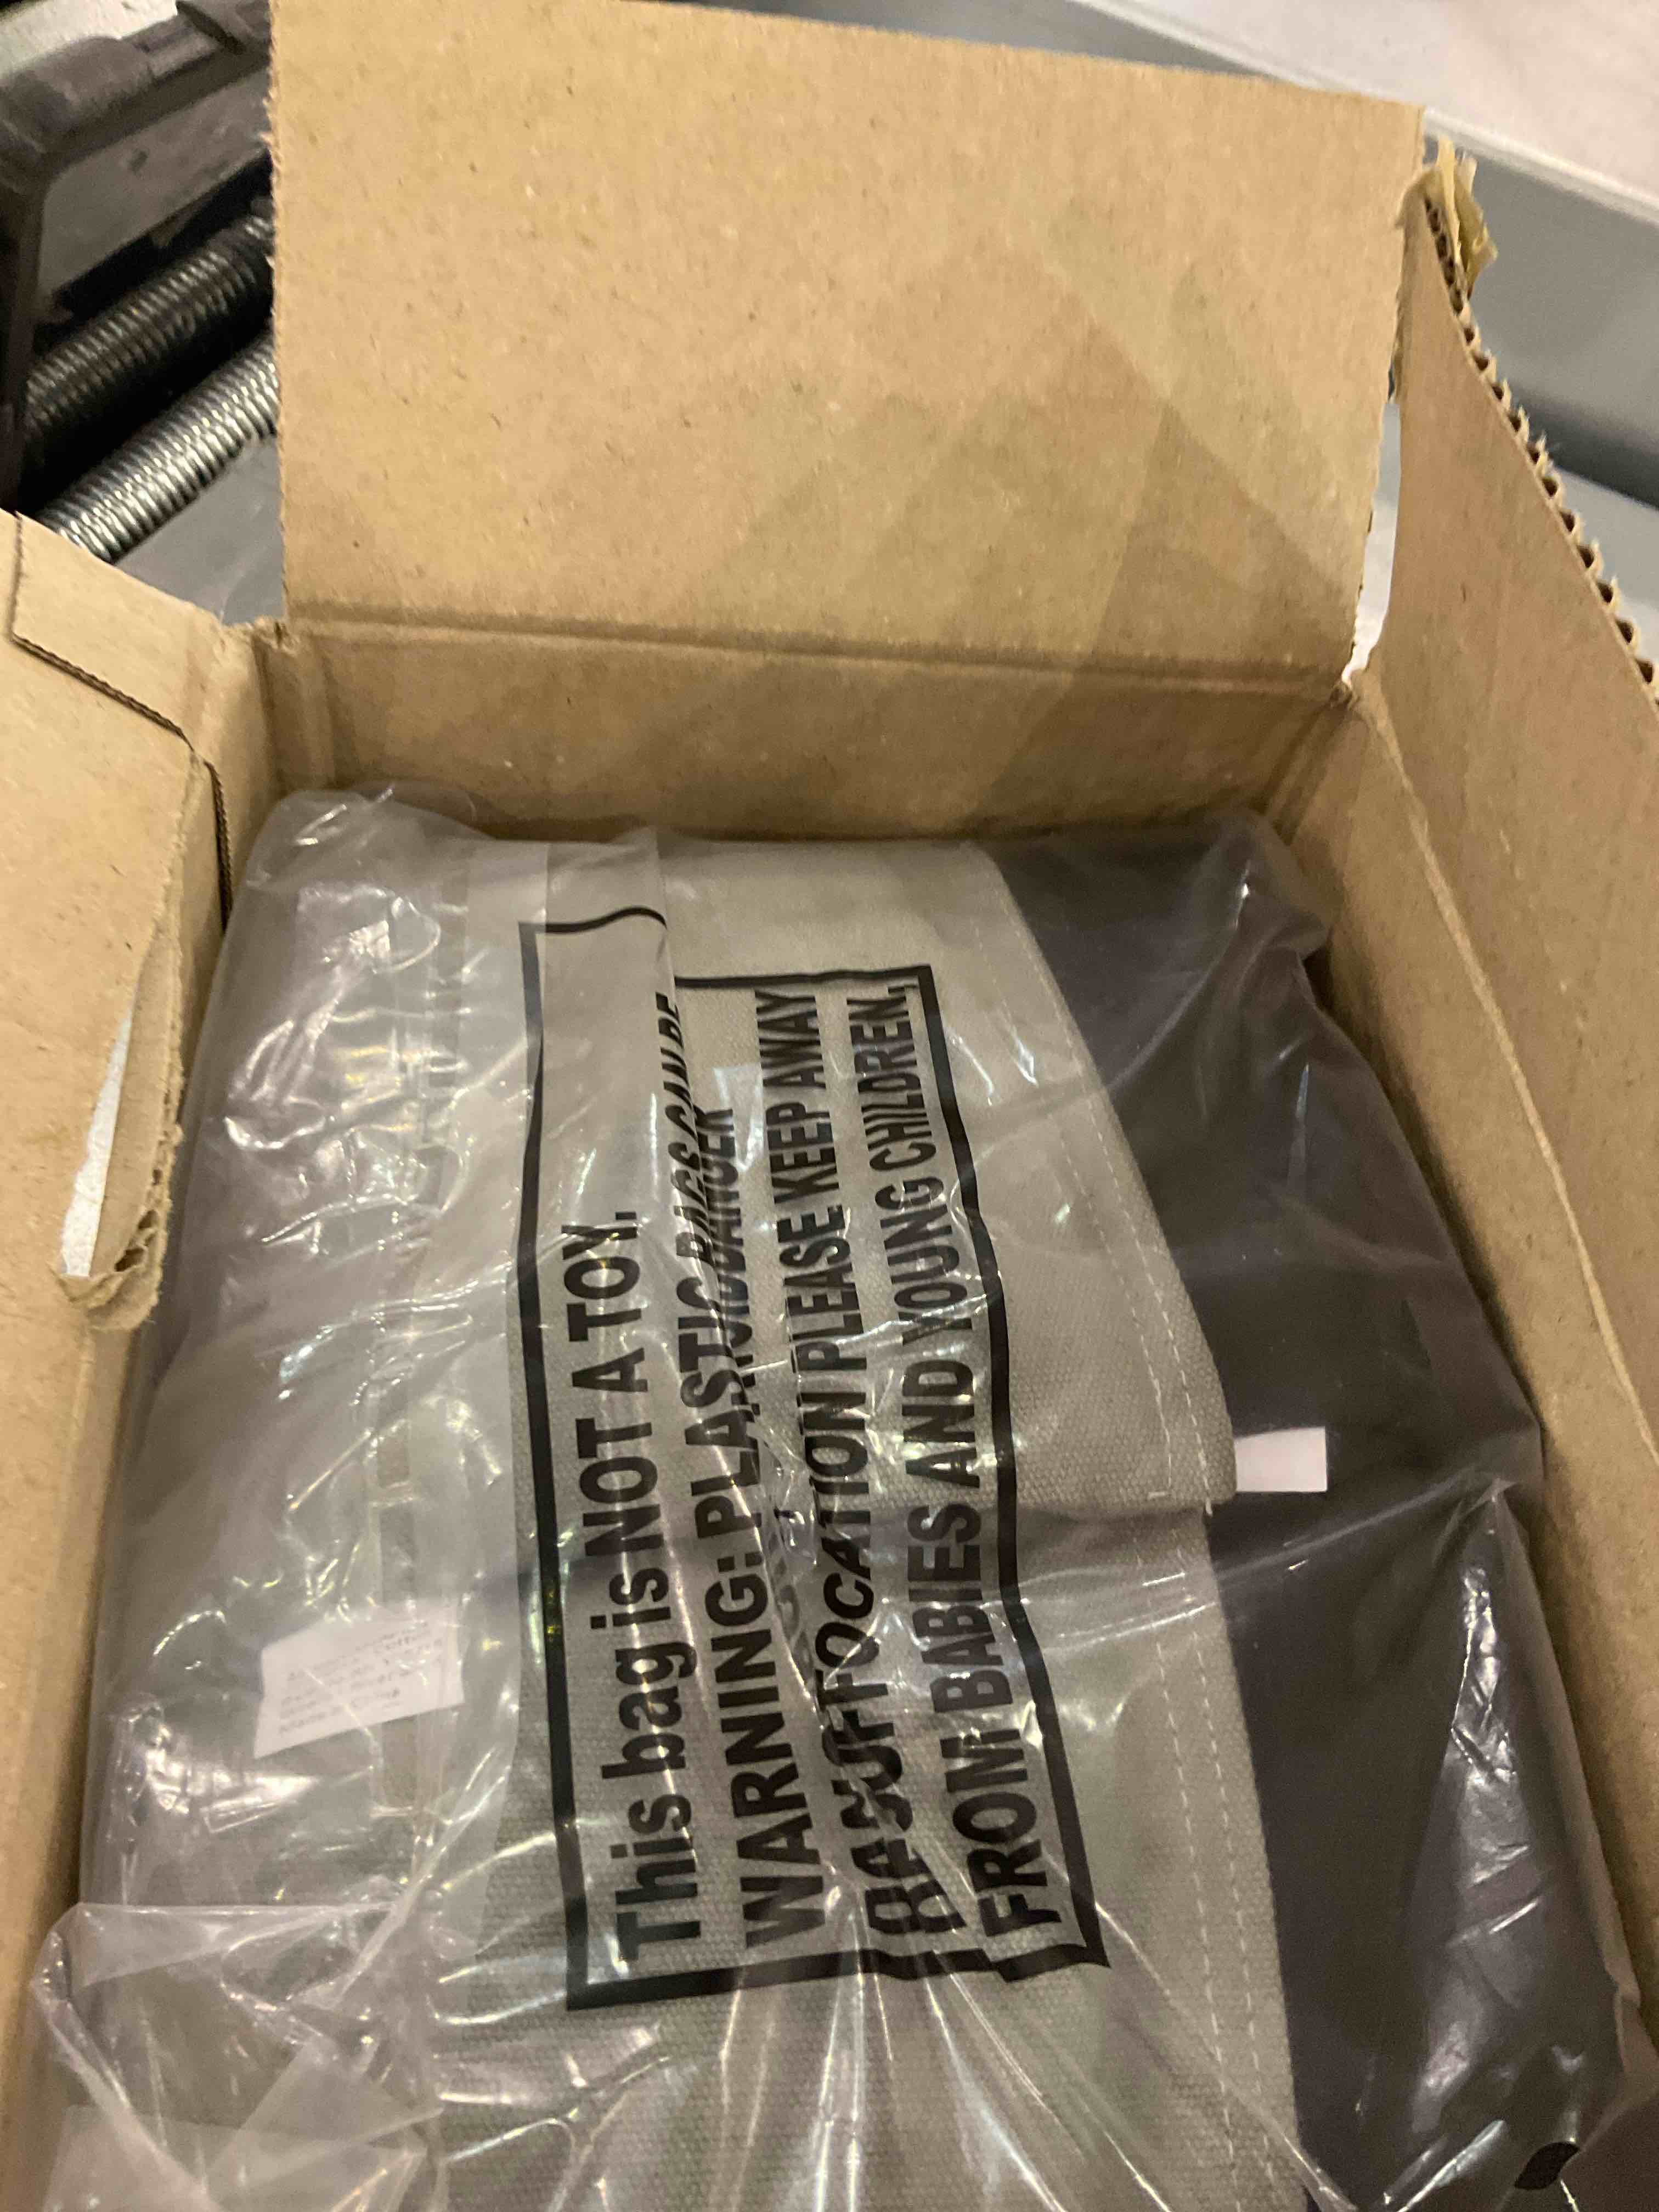 This bag is NOT A TOY.
WARNING: PLASTIC BAGS CAN BE
DANGER
SUFFOCATION PLEASE KEEP AWAY
FROM BABIES AND YOUNG CHILDREN,